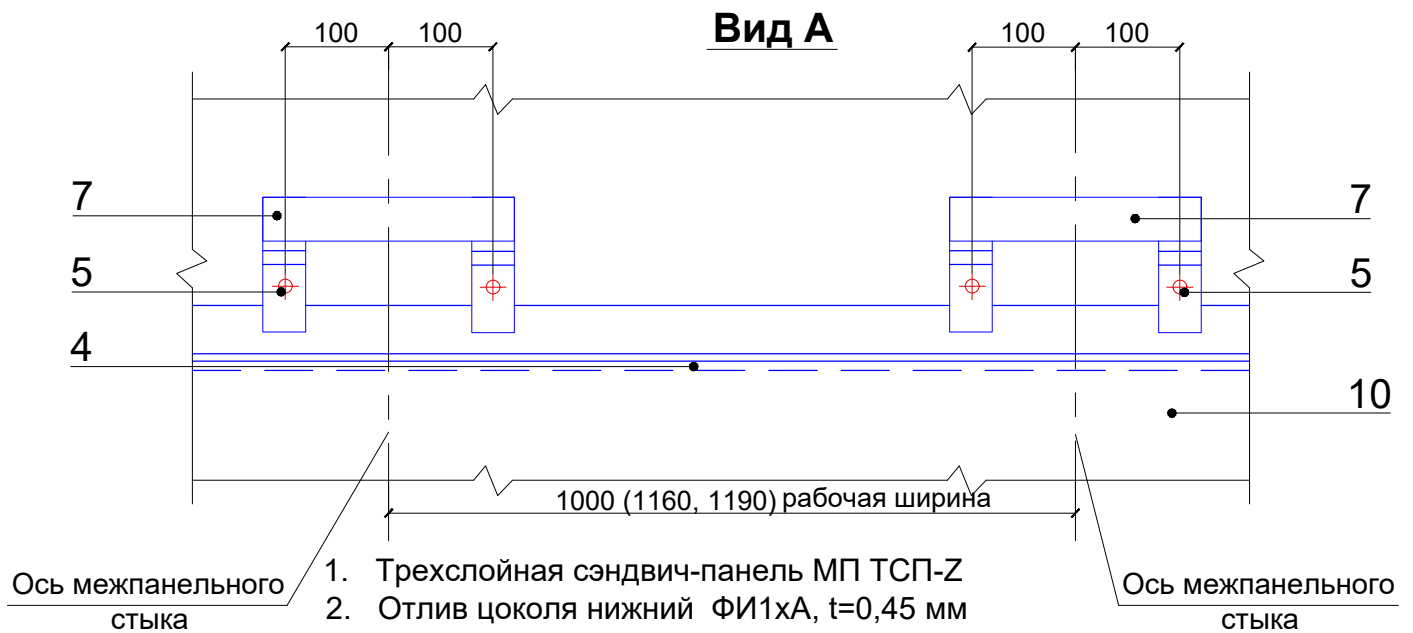 100 100 Вид А 100 100
7 7
5 5
4
10
1000 (1160, 1190) рабочая ширина
Ось межпанельного
стыка
1. Трехслойная сэндвич-панель МП ТСП-Z
2. Отлив цоколя нижний ФИ1хА, t=0,45 мм
Ось межпанельного
стыка